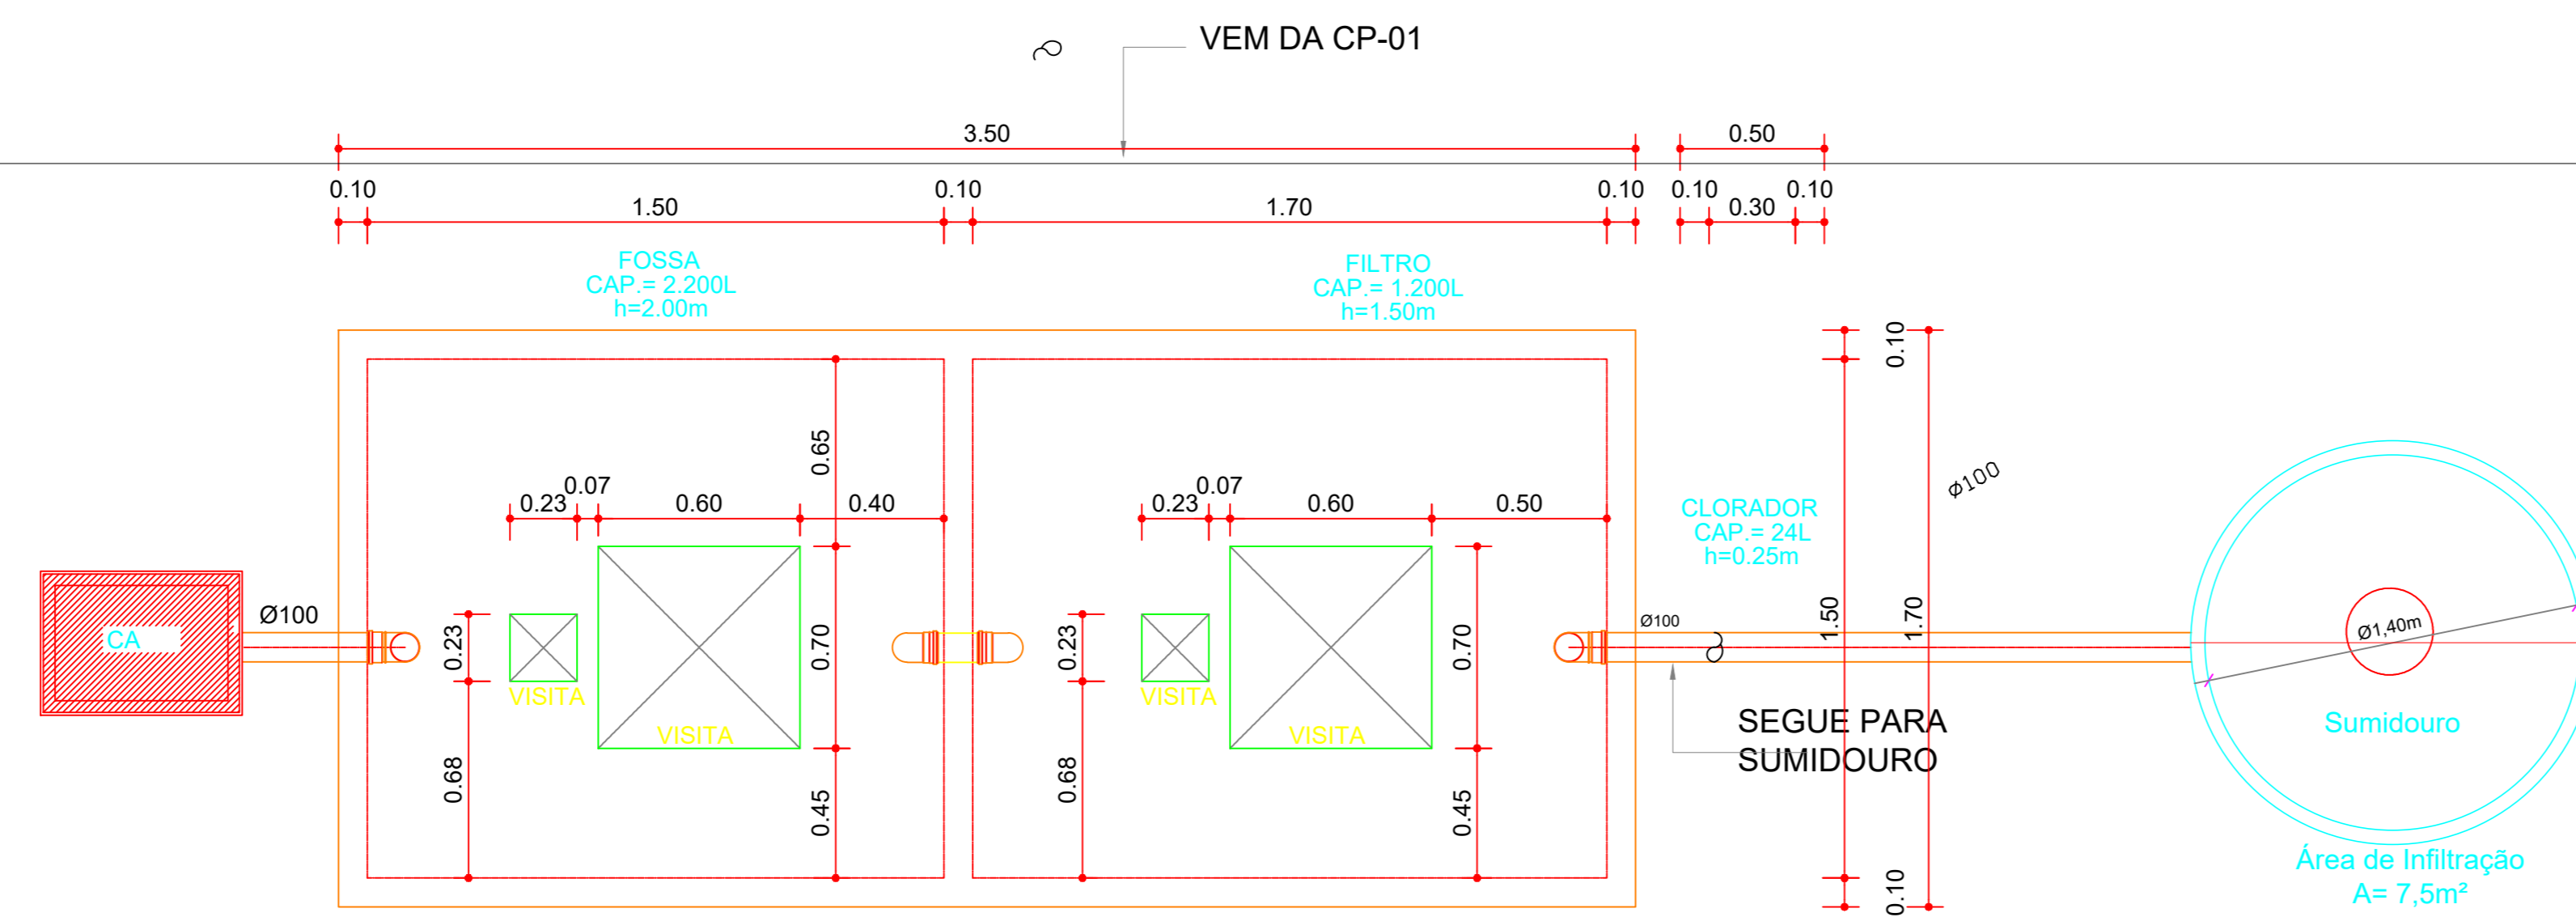 VEM DA CP-01
3.50
0.50
0.10
0.10
0.10
0.10
0.10
1.50
1.70
0.30
FOSSA
CAP.= 2.200L
h=2.00m
FILTRO
CAP.= 1.200L
h=1.50m
0.10
0.65
0.07
0.23
0.60
0.40
0.07
0.23
0.60
0.50
CLORADOR
CAP.= 24L
h=0.25m
Ø100
CA
Ø100
0.23
0.70
0.23
0.70
Ø100
1.50
1.70
Ø1,40m
VISITA
VISITA
VISITA
VISITA
SEGUE PARA
SUMIDOURO
Sumidouro
0.68
0.45
0.68
0.45
0.10
Área de Infiltração
A= 7,5m²